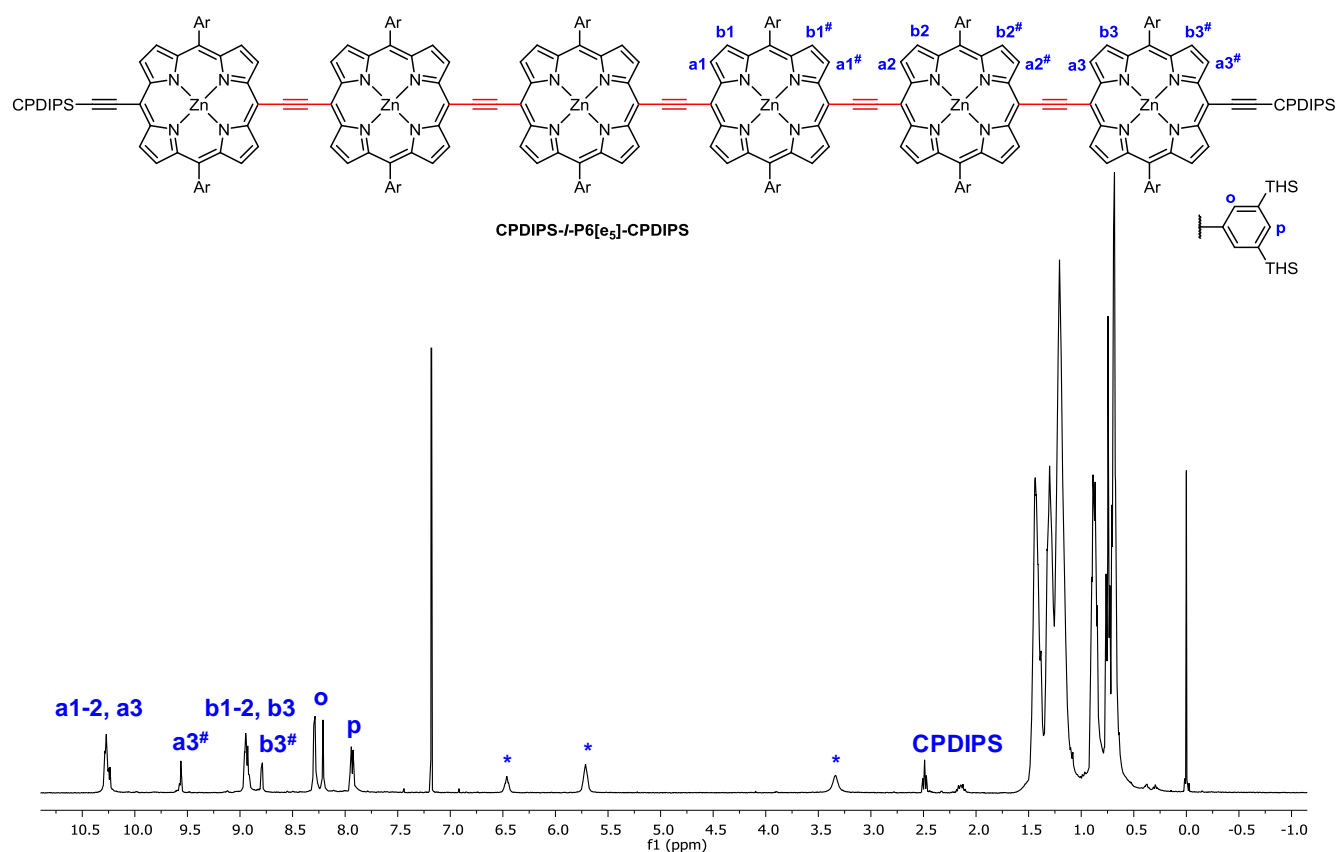 Ar Ar Ar Ar Ar Ar
b1 b1# b2 b2# b3 b3#
a1 a1# a2 a2# a3 a3#
N N N N N N N N N N N N
CPDIPS Zn Zn Zn Zn Zn Zn CPDIPS
N N N N N N N N N N N N
Ar Ar Ar Ar Ar Ar
CPDIPS-l-P6[e5]-CPDIPS
THS
o
p
THS
a1-2, a3
a3#
b1-2, b3
b3#
o
p
*
*
*
CPDIPS
10.5 10.0 9.5 9.0 8.5 8.0 7.5 7.0 6.5 6.0 5.5 5.0 4.5 4.0 3.5 3.0 2.5 2.0 1.5 1.0 0.5 0.0 -0.5 -1.0
f1 (ppm)